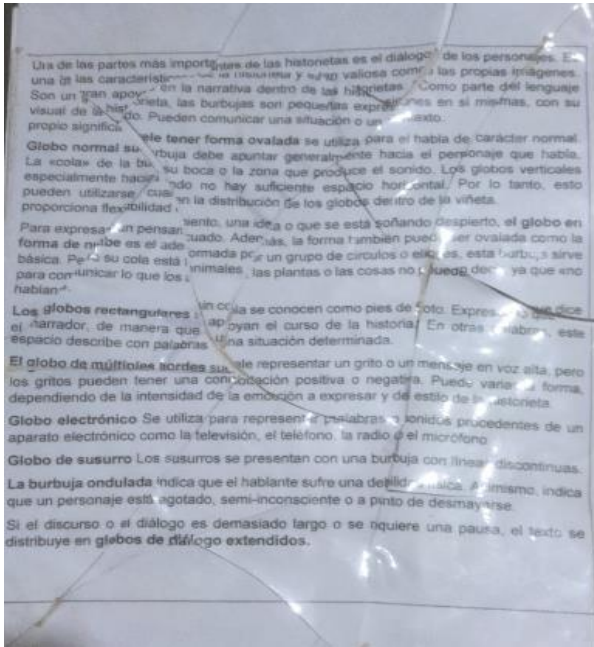 Una de las partes más importantes de las historietas es el diálogo de los personajes. Es
una de las características de la historieta y son valiosa como las propias imágenes.
Son un gran apoyo en la narrativa dentro de las historietas. Como parte del lenguaje
visual de la historieta, las burbujas son pequeñas expresiones en si mismas, con su
propio significado. Pueden comunicar una situación o un texto.
Globo normal suele tener forma ovalada se utiliza para el habla de carácter normal.
La «cola» de la burbuja debe apuntar generalmente hacia el personaje que habla,
especialmente hacia su boca o la zona que produce el sonido. Los globos verticales
pueden utilizarse cuando no hay suficiente espacio horizontal. Por lo tanto, esto
proporciona flexibilidad en la distribución de los globos dentro de la viñeta.
Para expresar un pensamiento, una idea o que se está soñando despierto, el globo en
forma de nube es el adecuado. Además, la forma también puede ser ovalada como la
básica. Pero su cola está formada por un grupo de circulos o elipses, esta burbuja sirve
para comunicar lo que los animales, las plantas o las cosas no pueden decir, ya que «no
hablan».
Los globos rectangulares sin cola se conocen como pies de foto. Expresan lo que dice
el narrador, de manera que apoyan el curso de la historia. En otras palabras, este
espacio describe con palabras una situación determinada.
El globo de múltiples bordes suele representar un grito o un mensaje en voz alta, pero
los gritos pueden tener una connotación positiva o negativa. Puede variar de forma,
dependiendo de la intensidad de la emoción a expresar y de estilo de la historieta.
Globo electrónico Se utiliza para representar palabras o sonidos procedentes de un
aparato electrónico como la televisión, el teléfono, la radio o el micrófono
Globo de susurro Los susurros se presentan con una burbuja con líneas discontinuas.
La burbuja ondulada indica que el hablante sufre una debilidad física. Asimismo, indica
que un personaje está agotado, semi-inconsciente o a punto de desmayarse.
Si el discurso o el diálogo es demasiado largo o se requiere una pausa, el texto se
distribuye en globos de diálogo extendidos.